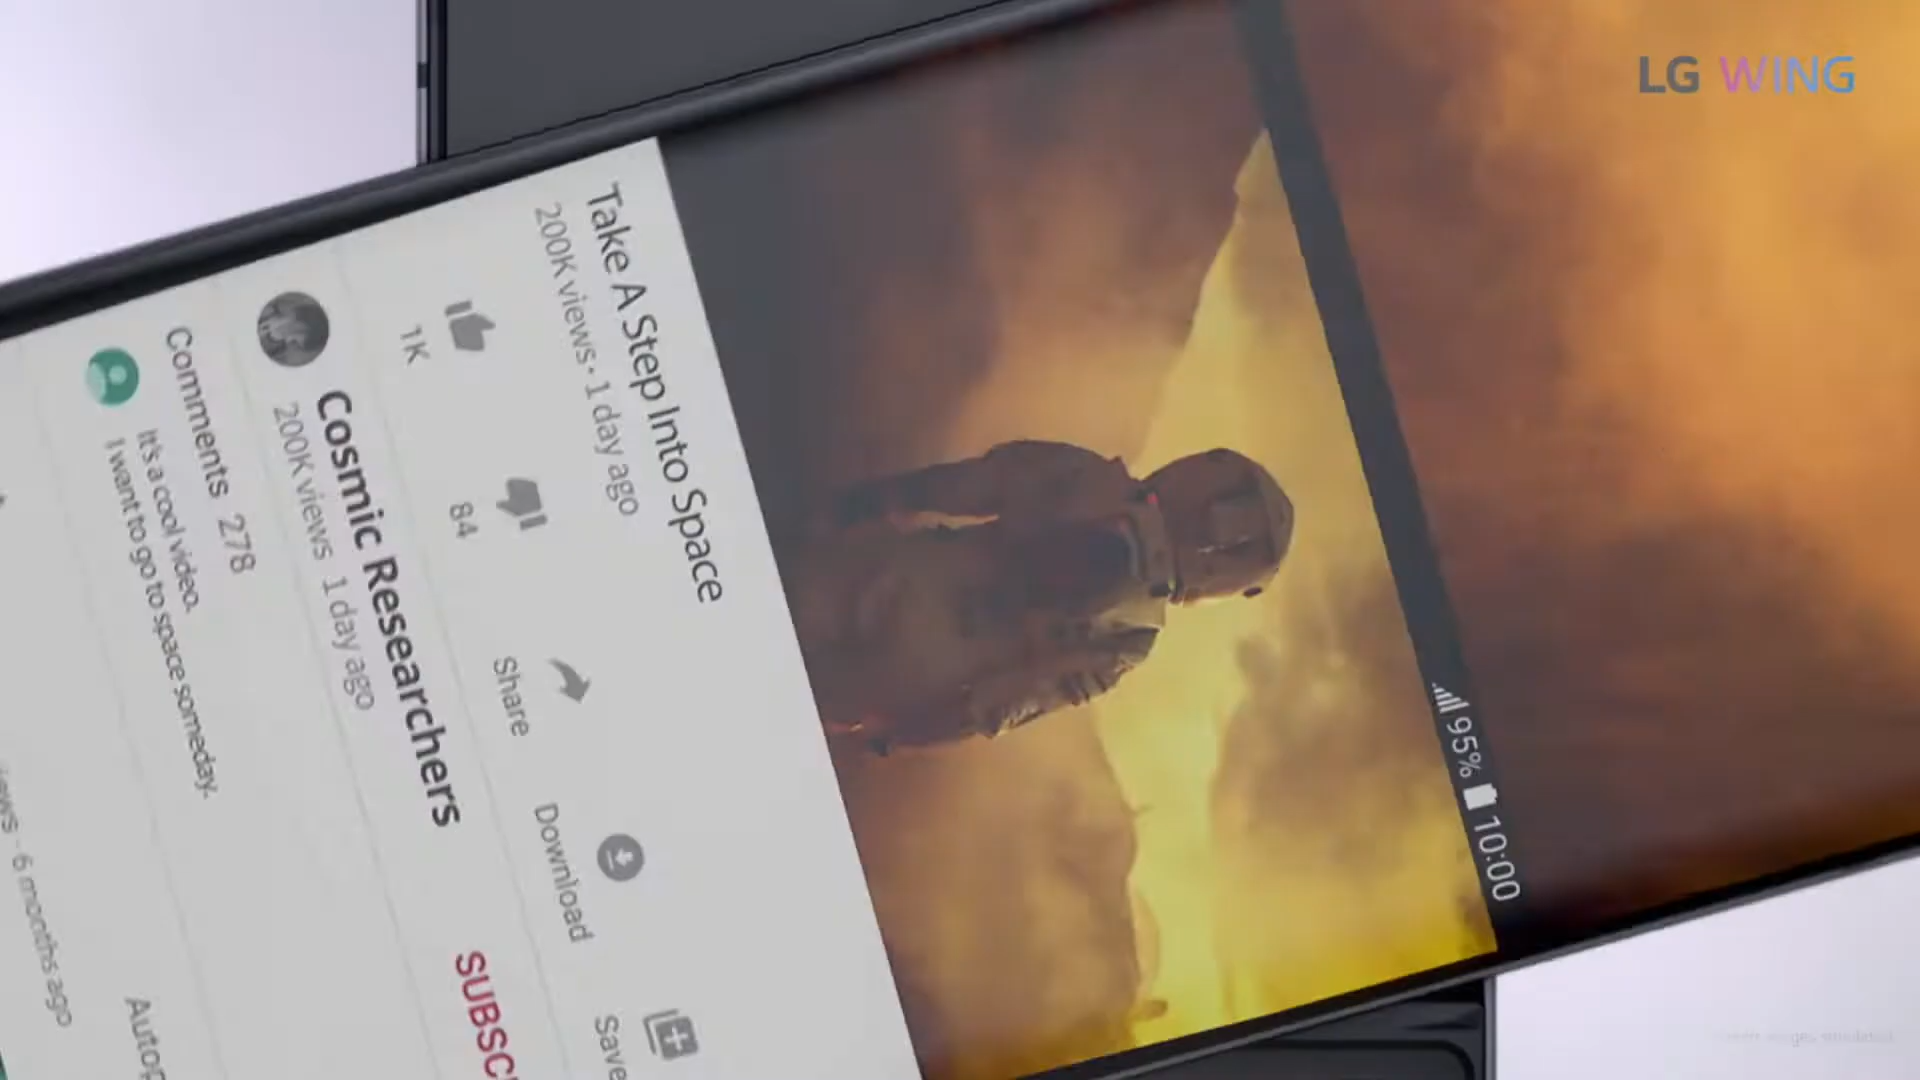 LG WING
95% 10:00
Take A Step Into Space
200K views · 1 day ago
1K
84
Share
Download
Save
Cosmic Researchers
200K views 1 day ago
SUBSC
Comments 278
It's a cool video.
I want to go to space someday.
Autop
iews · 6 months ago